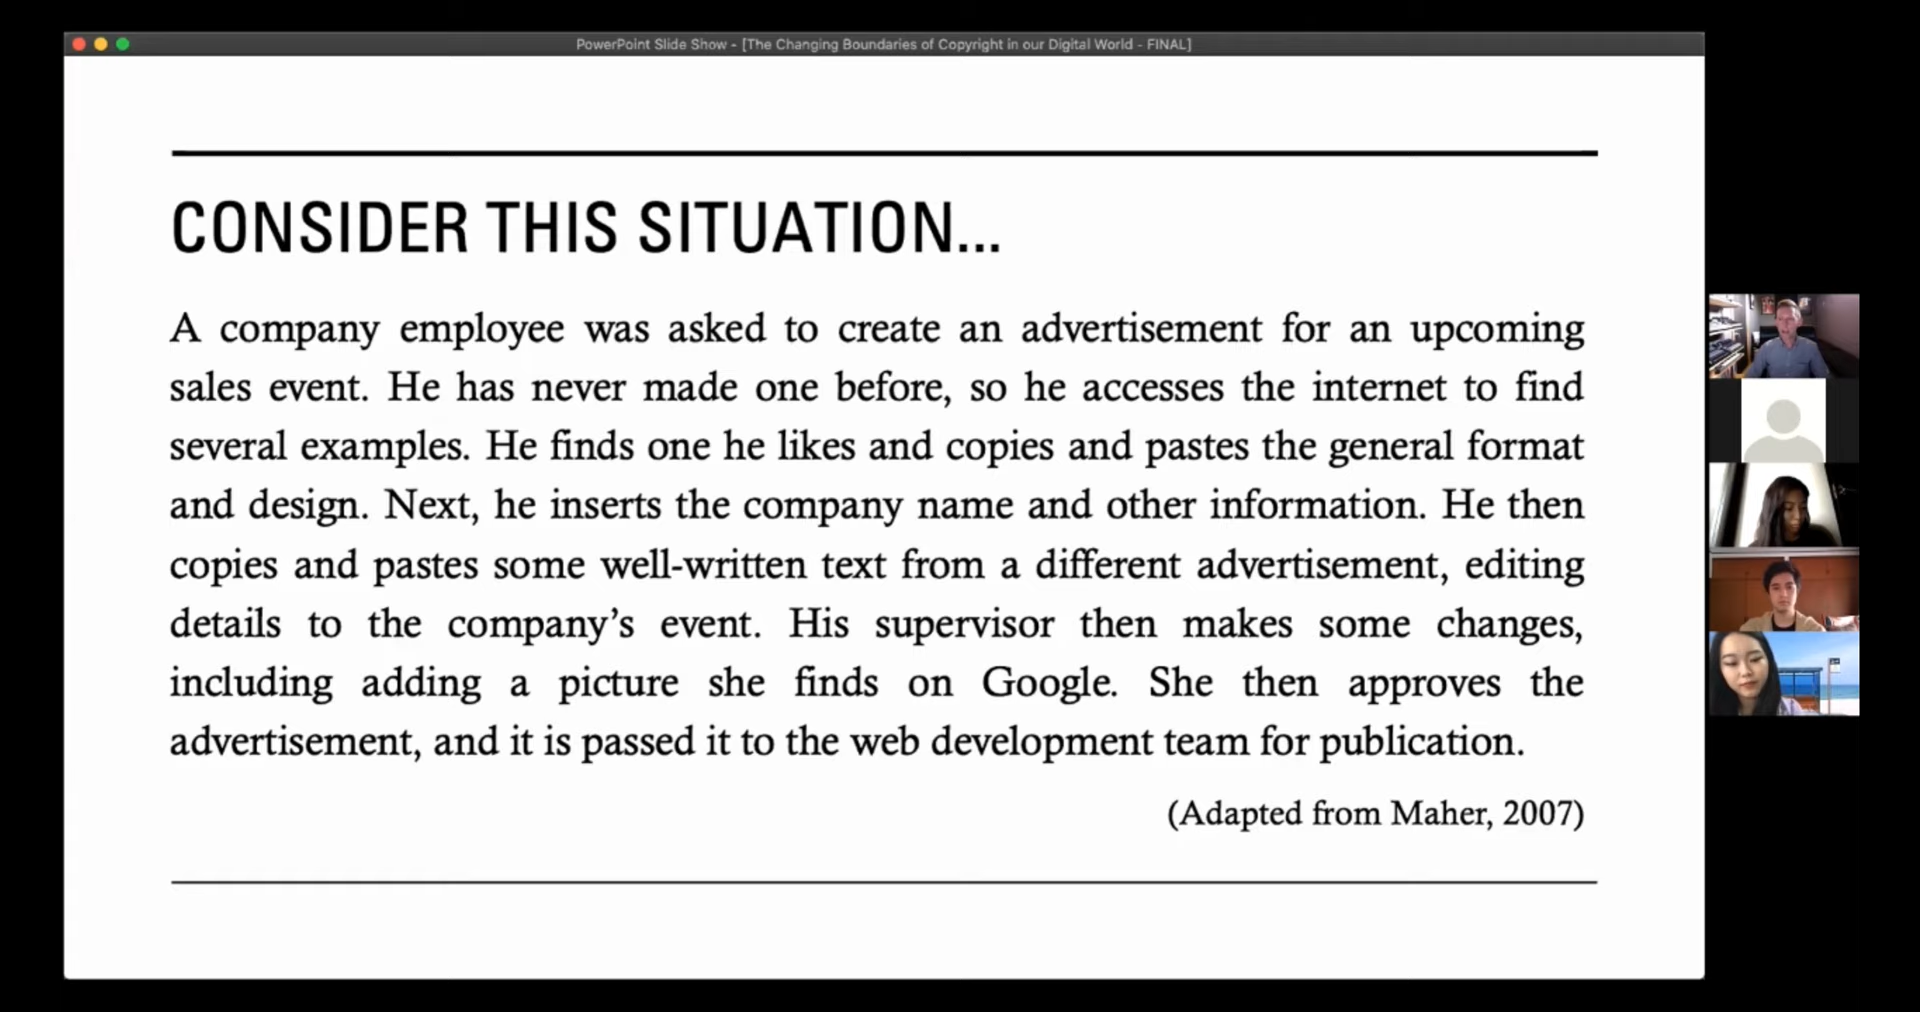 PowerPoint Slide Show - [The Changing Boundaries of Copyright in our Digital World - FINAL]
CONSIDER THIS SITUATION...
A company employee was asked to create an advertisement for an upcoming
sales event. He has never made one before, so he accesses the internet to find
several examples. He finds one he likes and copies and pastes the general format
and design. Next, he inserts the company name and other information. He then
copies and pastes some well-written text from a different advertisement, editing
details to the company’s event. His supervisor then makes some changes,
including adding a picture she finds on Google. She then approves the
advertisement, and it is passed it to the web development team for publication.
(Adapted from Maher, 2007)